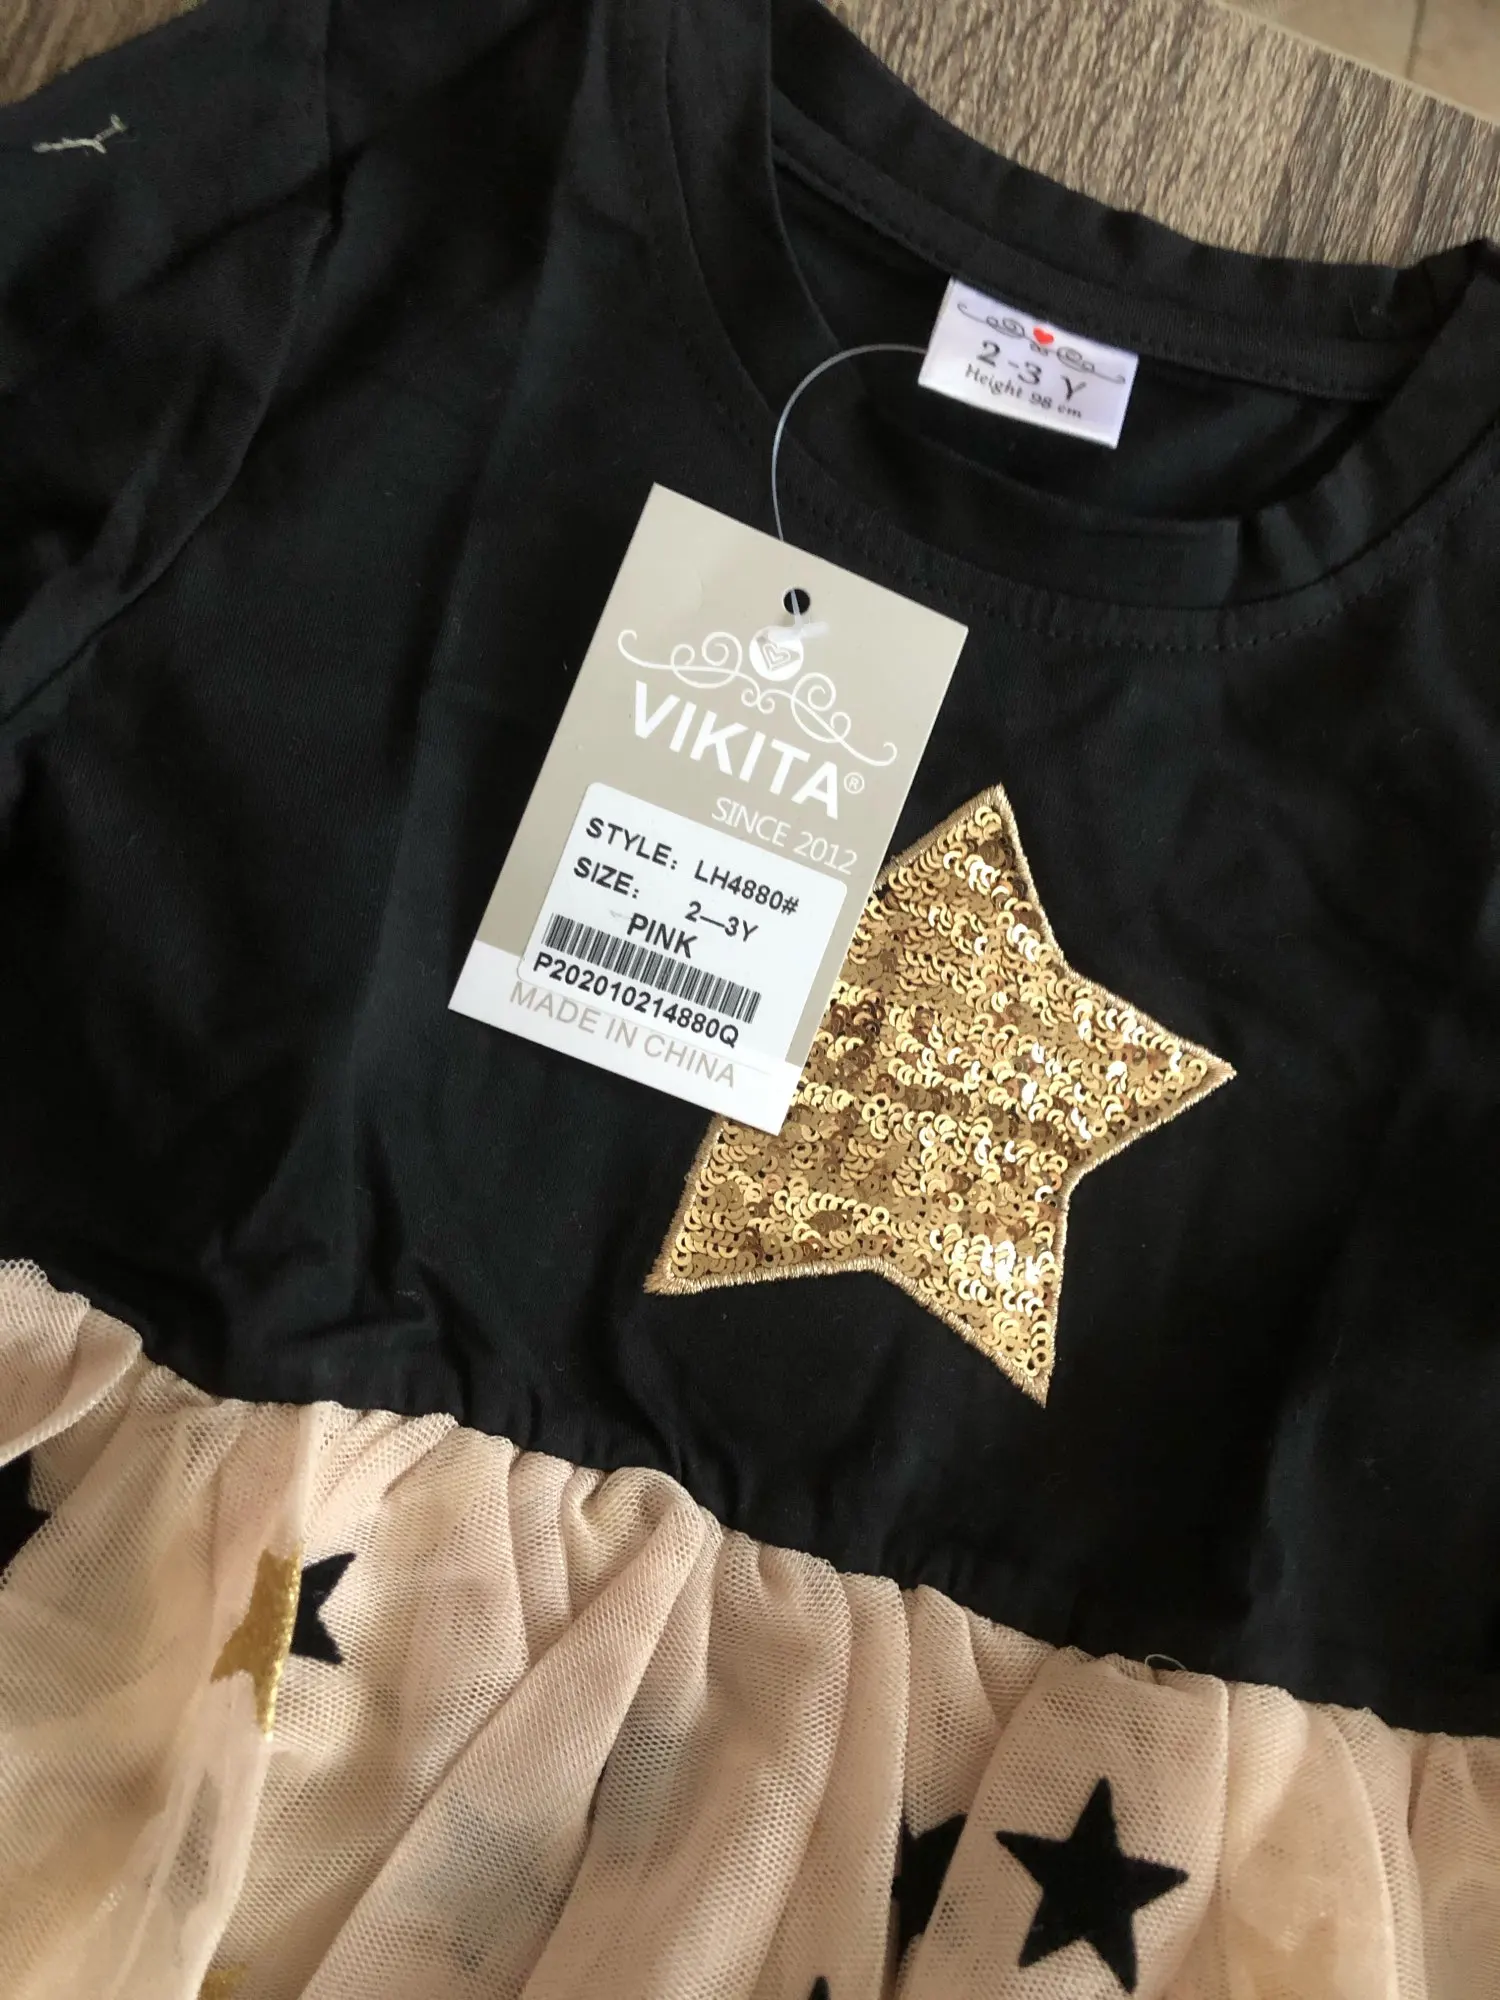 2-3 Y
Height 98 cm
VIKITA®
SINCE 2012
STYLE: LH4880#
SIZE: 2—3Y
PINK
P202010214880Q
MADE IN CHINA